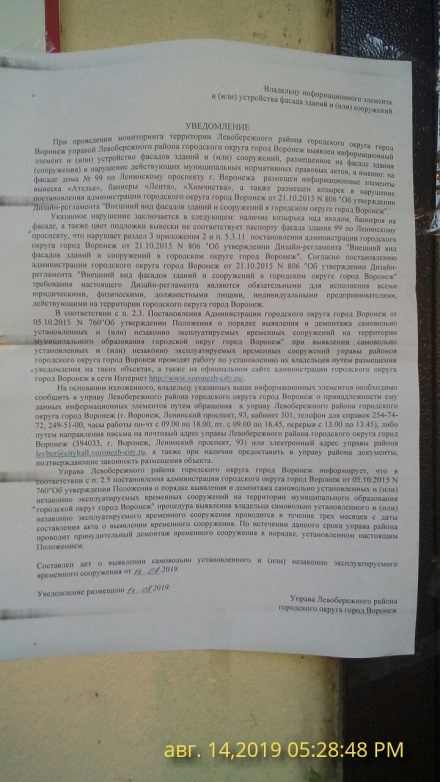 Владельцу информационного элемента
и (или) устройства фасада зданий и (или) сооружений
УВЕДОМЛЕНИЕ
При проведении мониторинга территории Левобережного района городского округа город
Воронеж управой Левобережного района городского округа город Воронеж выявлен информационный
элемент и (или) устройство фасадов зданий и (или) сооружений, размещенное на фасаде здания
(сооружения) в нарушение действующих муниципальных нормативных правовых актов, а именно: на
фасаде дома № 99 по Ленинскому проспекту г. Воронежа размещен информационные элементы
вывеска «Ателье», баннеры «Лента», «Химчистка», а также размещен козырек в нарушение
постановления администрации городского округа город Воронеж от 21.10.2015 N 806 "Об утверждении
Дизайн-регламента "Внешний вид фасадов зданий и сооружений в городском округе город Воронеж".
Указанное нарушение заключается в следующем: наличие козырька над входом, баннеров на
фасаде, а также цвет подложки вывески не соответствует паспорту фасада здания 99 по Ленинскому
проспекту, что нарушает раздел 3 приложения 2 и п. 5.3.11 постановления администрации городского
округа город Воронеж от 21.10.2015 N 806 "Об утверждении Дизайн-регламента "Внешний вид
фасадов зданий и сооружений в городском округе город Воронеж". Согласно постановлению
администрации городского округа город Воронеж от 21.10.2015 N 806 "Об утверждении Дизайн-
регламента "Внешний вид фасадов зданий и сооружений в городском округе город Воронеж"
требования настоящего Дизайн-регламента являются обязательными для исполнения всеми
юридическими, физическими, должностными лицами, индивидуальными предпринимателями,
действующими на территории городского округа город Воронеж.
В соответствии с п. 2.3. Постановления Администрации городского округа город Воронеж от
05.10.2015 N 760"Об утверждении Положения о порядке выявления и демонтажа самовольно
установленных и (или) незаконно эксплуатируемых временных сооружений на территории
муниципального образования городской округ город Воронеж" при выявлении самовольно
установленных и (или) незаконно эксплуатируемых временных сооружений управы районов
городского округа город Воронеж проводят работу по установлению их владельцев путем размещения
уведомления на таких объектах, а также на официальном сайте администрации городского округа
город Воронеж в сети Интернет http://www.voronezh-city.ru/.
На основании изложенного, владельцу указанных выше информационных элементов необходимо
сообщить в управу Левобережного района городского округа город Воронеж о принадлежности ему
данных информационных элементов путем обращения в управу Левобережного района городского
округа город Воронеж (г. Воронеж, Ленинский проспект, 93, кабинет 501, телефон для справок 254-74-
72, 249-51-00, часы работы пн-чт с 09.00 по 18.00, пт. с 09.00 по 16.45, перерыв с 13.00 по 13.45), либо
путем направления письма на почтовый адрес управы Левобережного района городского округа город
Воронеж (394033, г. Воронеж, Ленинский проспект, 93) или электронный адрес управы района
levber@cityhall.voronezh-city.ru, а также при наличии предоставить в управу района документы,
подтверждающие законность размещения объекта.
Управа Левобережного района городского округа город Воронеж информирует, что в
соответствии с п. 2.5 постановления администрации городского округа город Воронеж от 05.10.2015 N
760"Об утверждении Положения о порядке выявления и демонтажа самовольно установленных и (или)
незаконно эксплуатируемых временных сооружений на территории муниципального образования
городской округ город Воронеж" процедура выявления владельца самовольно установленного и (или)
незаконно эксплуатируемого временного сооружения проводится в течение трех месяцев с даты
составления акта о выявлении временного сооружения. По истечении данного срока управа района
проводит принудительный демонтаж временного сооружения в порядке, установленном настоящим
Положением.
Составлен акт о выявлении самовольно установленного и (или) незаконно эксплуатируемого
временного сооружения от 14.08 2019.
Уведомление размещено 14.08 2019.
Управа Левобережного района
городского округа город Воронеж
авг. 14,2019 05:28:48 PM